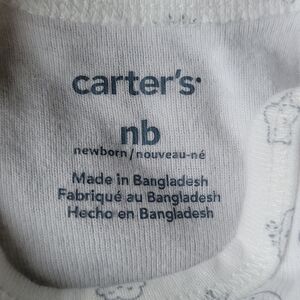 carter's
nb
newborn/nouveau-né
Made in Bangladesh
Fabriqué au Bangladesh
Hecho en Bangladesh